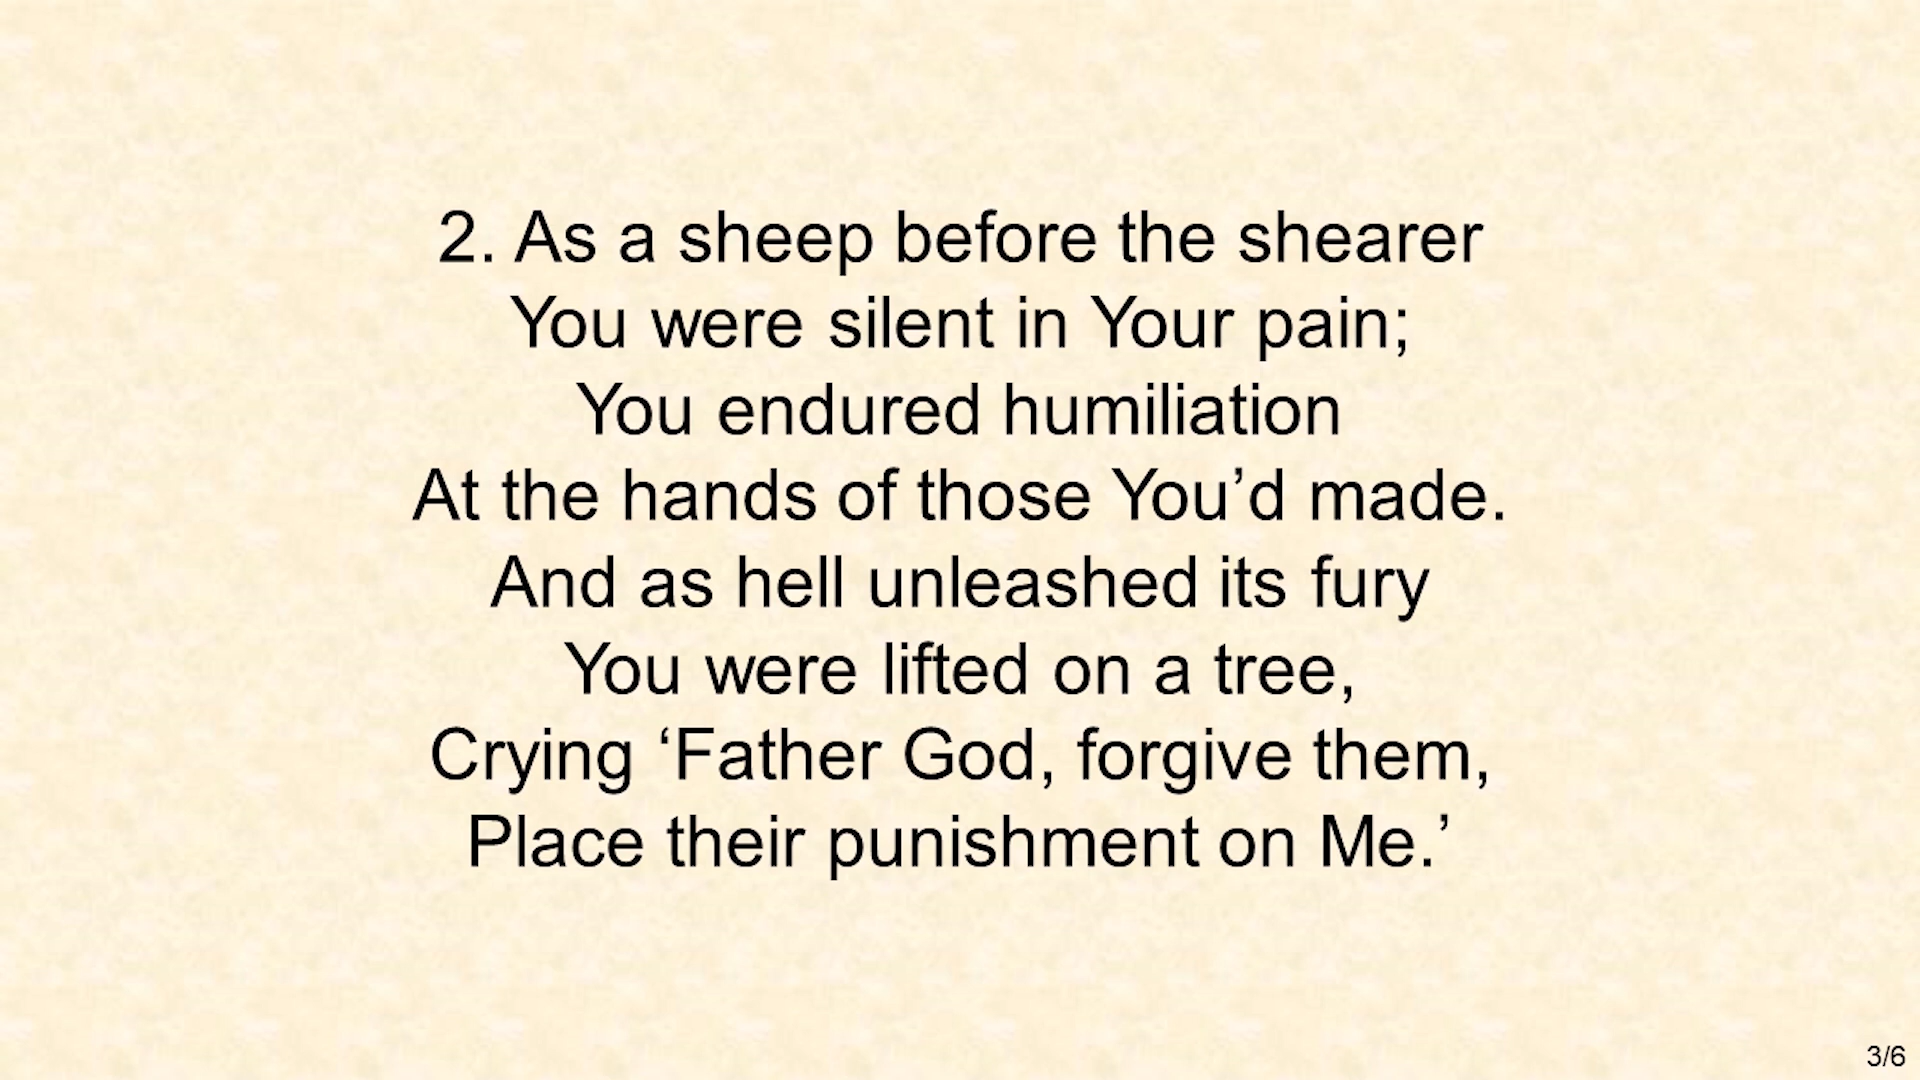 2. As a sheep before the shearer
You were silent in Your pain;
You endured humiliation
At the hands of those You’d made.
And as hell unleashed its fury
You were lifted on a tree,
Crying ‘Father God, forgive them,
Place their punishment on Me.’
3/6